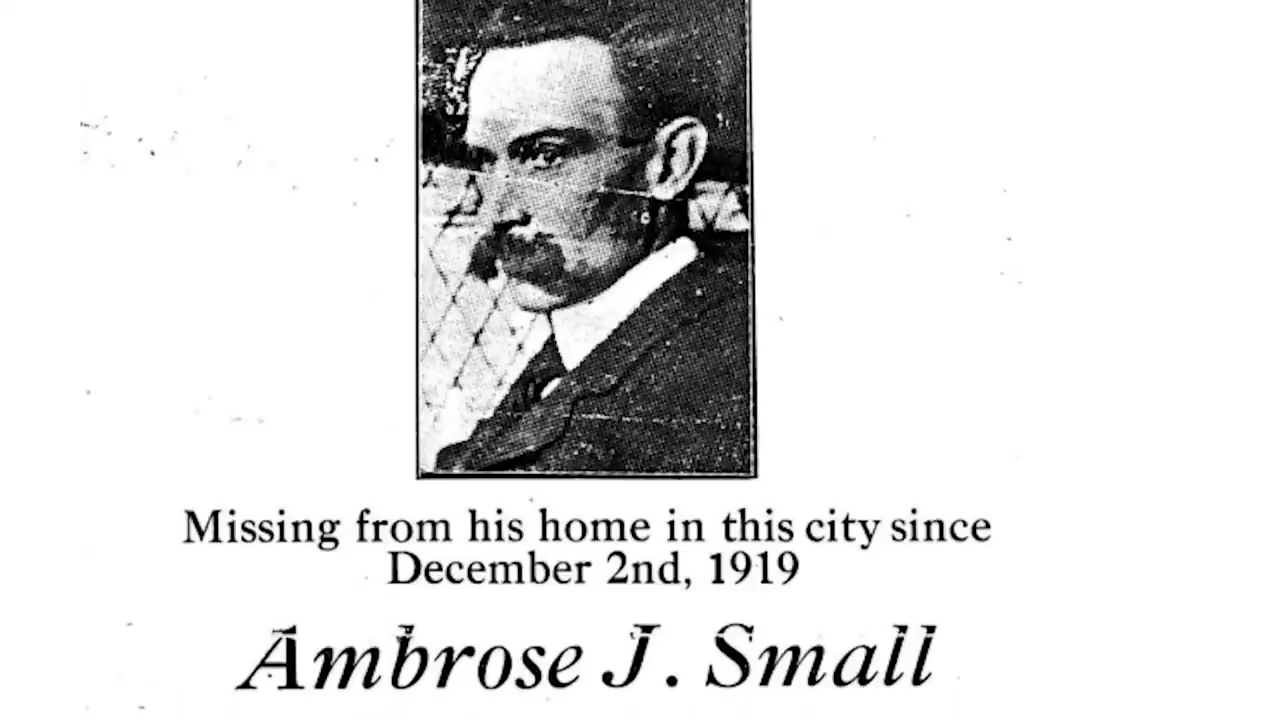 Missing from his home in this city since
December 2nd, 1919
Ambrose J. Small